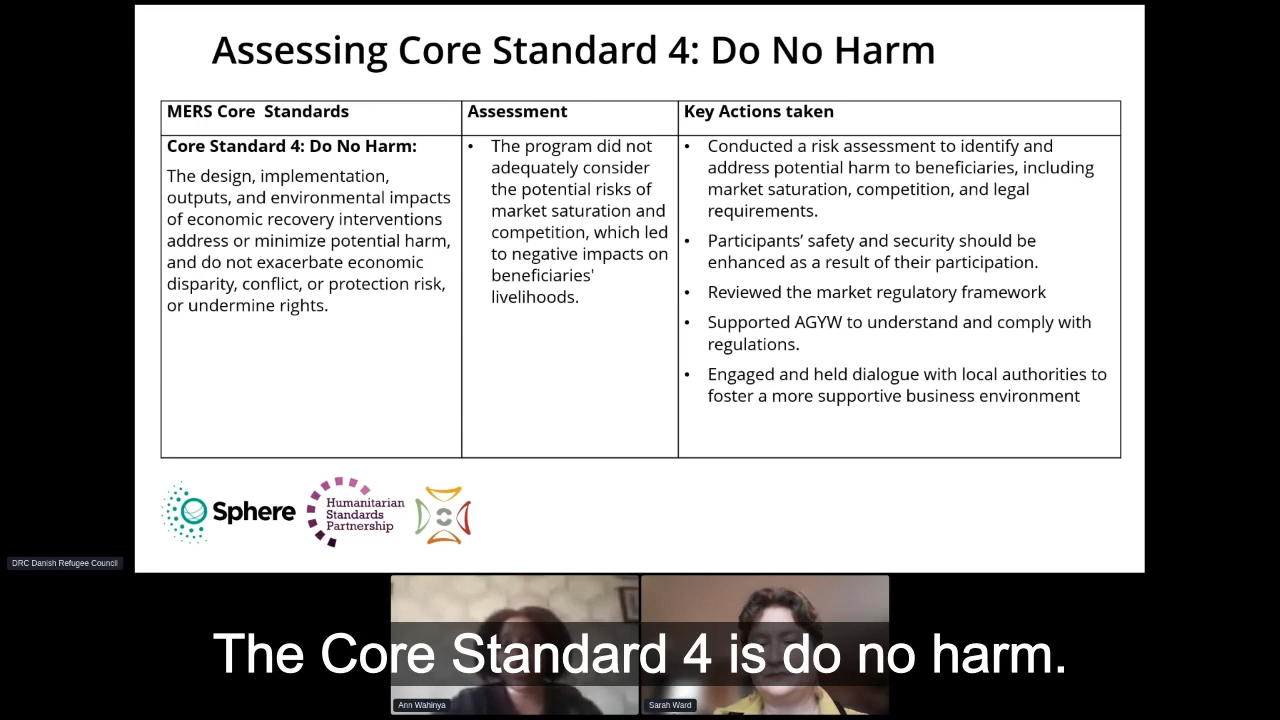 Assessing Core Standard 4: Do No Harm
MERS Core Standards
Assessment
Key Actions taken
Core Standard 4: Do No Harm:
The design, implementation,
outputs, and environmental impacts
of economic recovery interventions
address or minimize potential harm,
and do not exacerbate economic
disparity, conflict, or protection risk,
or undermine rights.
• The program did not
adequately consider
the potential risks of
market saturation and
competition, which led
to negative impacts on
beneficiaries'
livelihoods.
• Conducted a risk assessment to identify and
address potential harm to beneficiaries, including
market saturation, competition, and legal
requirements.
• Participants’ safety and security should be
enhanced as a result of their participation.
• Reviewed the market regulatory framework
• Supported AGYW to understand and comply with
regulations.
• Engaged and held dialogue with local authorities to
foster a more supportive business environment
Sphere
Humanitarian
Standards
Partnership
DRC Danish Refugee Council
The Core Standard 4 is do no harm.
Ann Wahinya
Sarah Ward